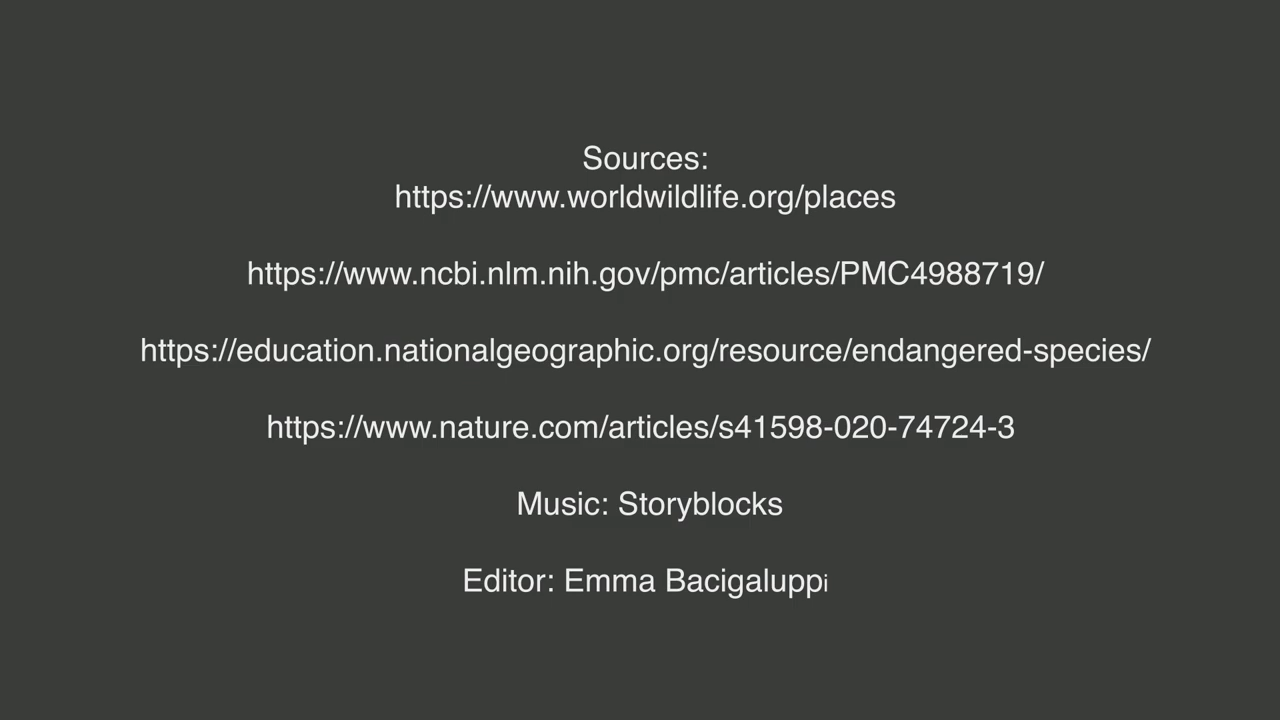 Sources:
https://www.worldwildlife.org/places
https://www.ncbi.nlm.nih.gov/pmc/articles/PMC4988719/
https://education.nationalgeographic.org/resource/endangered-species/
https://www.nature.com/articles/s41598-020-74724-3
Music: Storyblocks
Editor: Emma Bacigaluppi